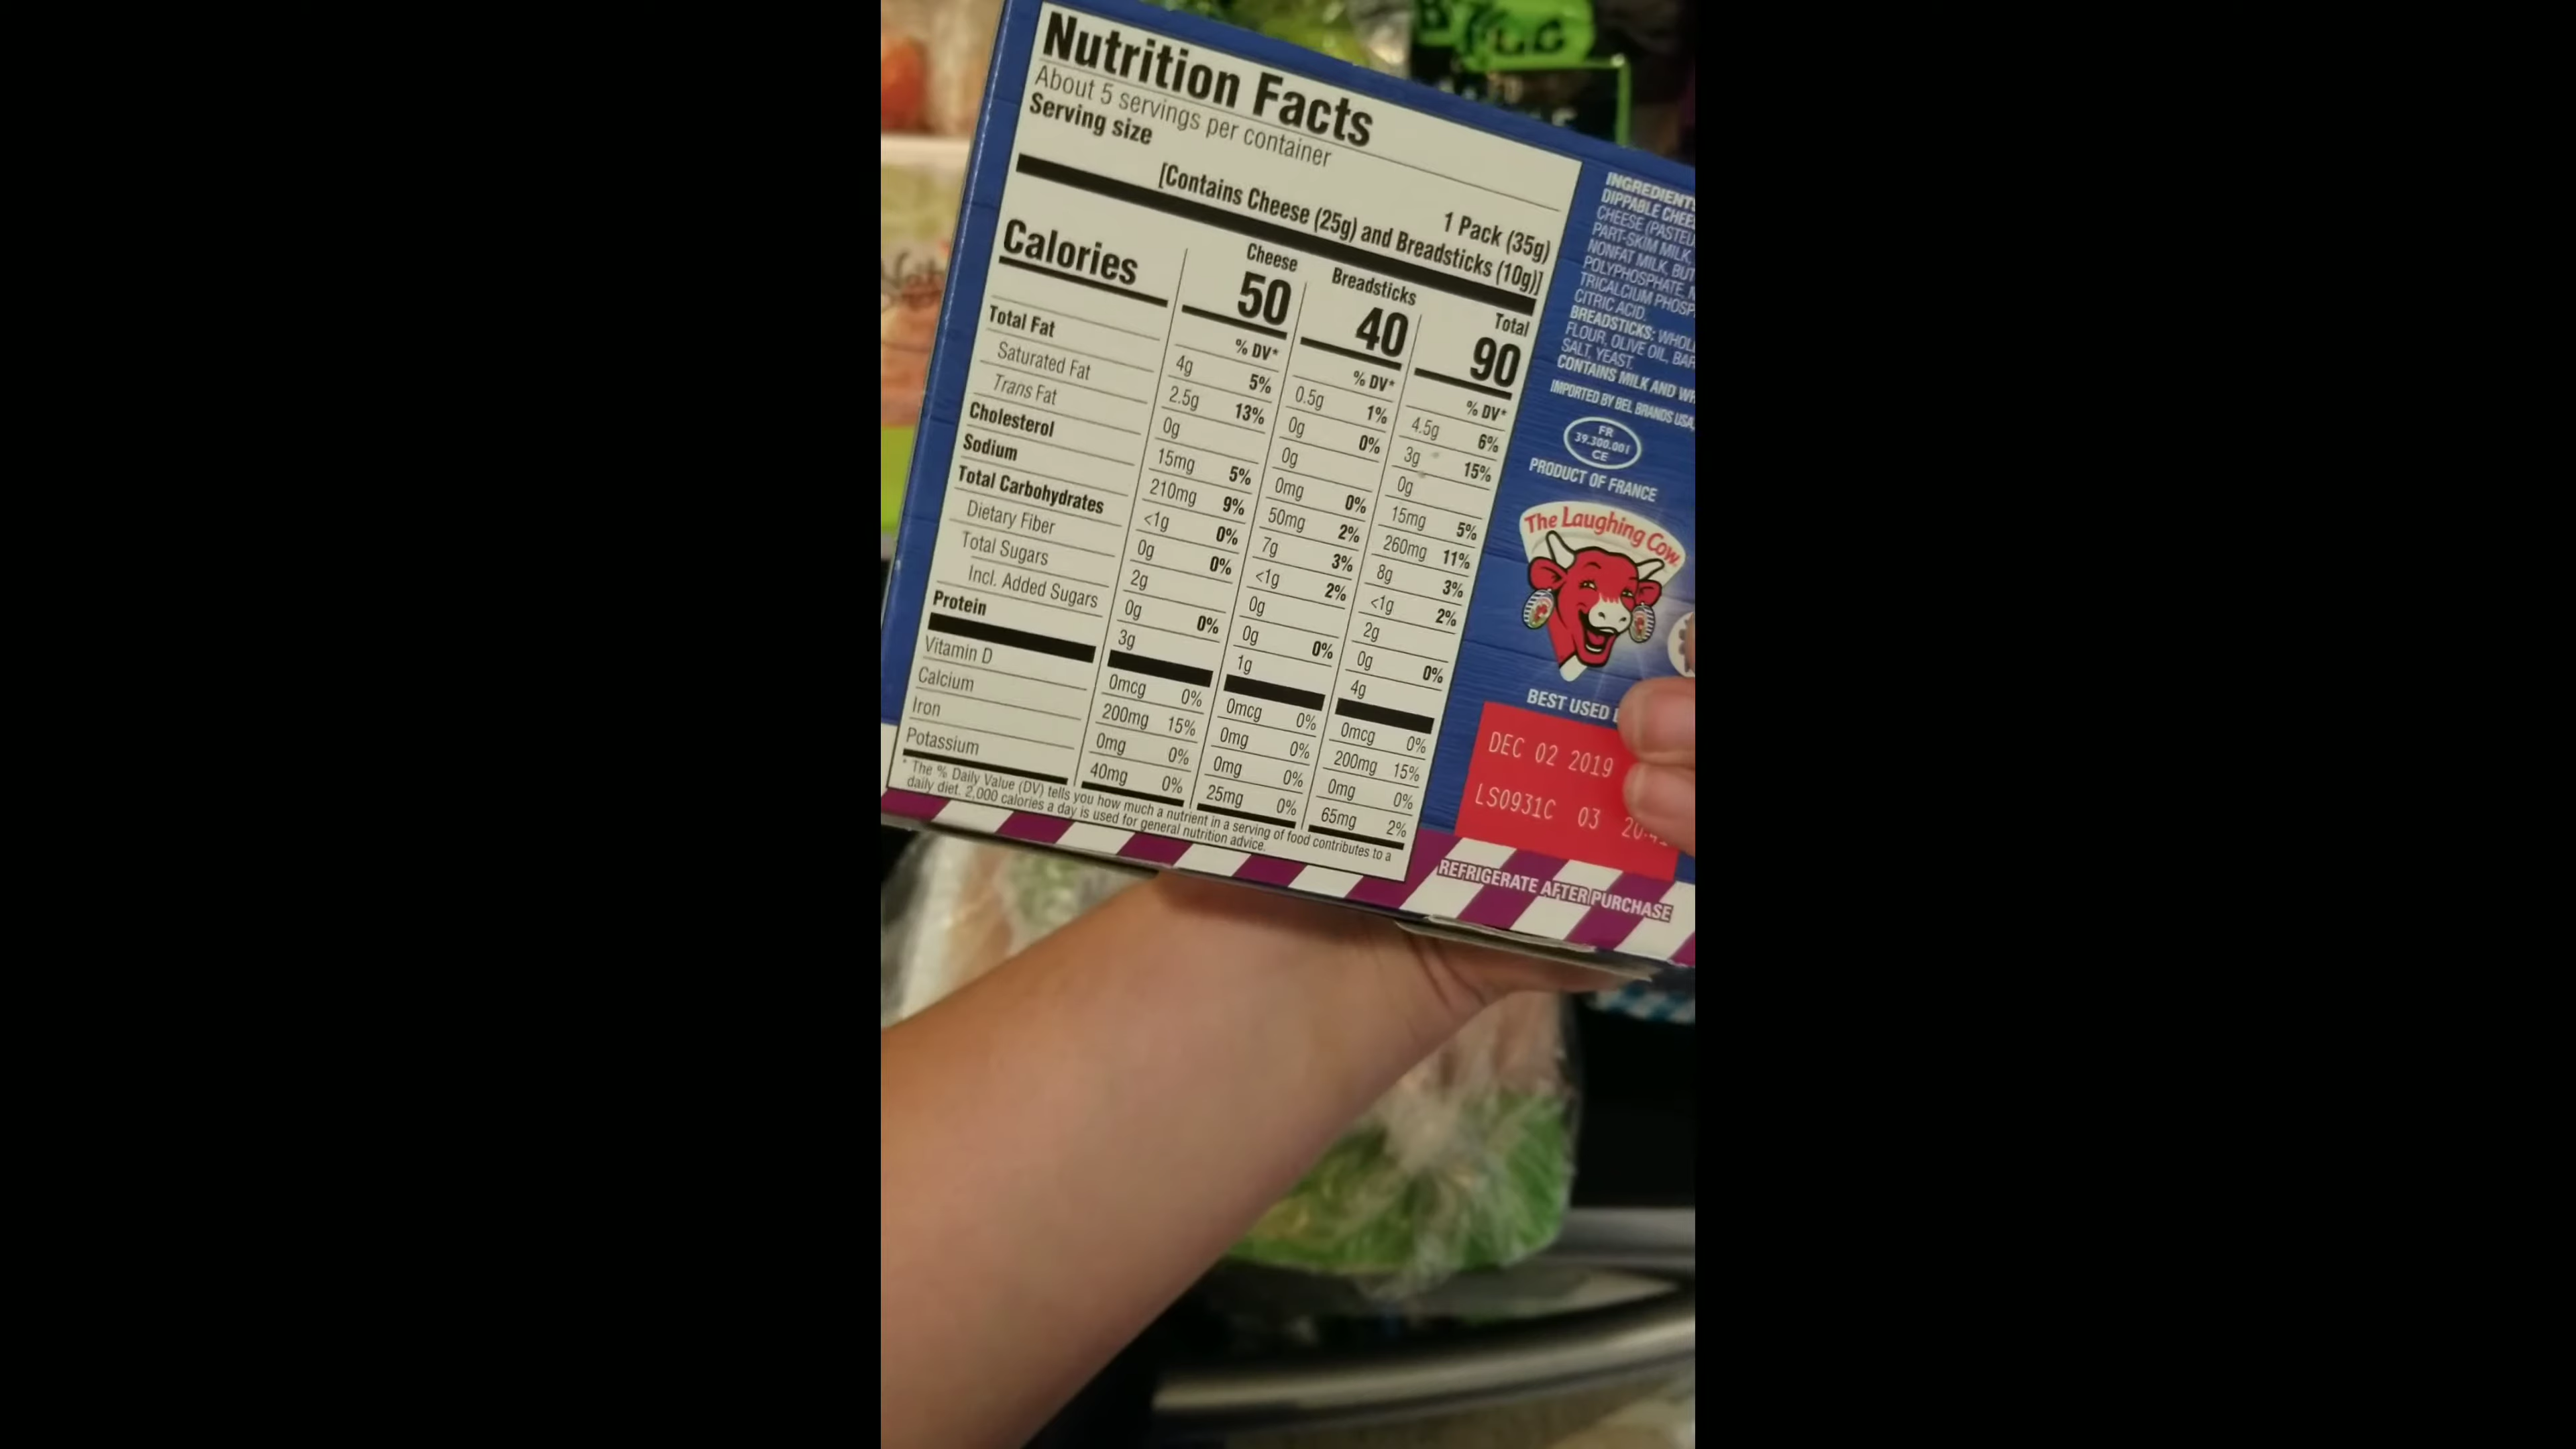 Nutrition Facts
About 5 servings per container
Serving size
1 Pack (35g)
[Contains Cheese (25g) and Breadsticks (10g)]
Calories
Cheese Breadsticks Total
50 40 90
% DV* % DV* % DV*
Total Fat 4g 5% 0.5g 1% 4.5g 6%
Saturated Fat 2.5g 13% 0g 0% 3g 15%
Trans Fat 0g 0g 0g
Cholesterol 15mg 5% 0mg 0% 15mg 5%
Sodium 210mg 9% 50mg 2% 260mg 11%
Total Carbohydrates <1g 0% 7g 3% 8g 3%
Dietary Fiber 0g 0% <1g 2% <1g 2%
Total Sugars 2g 0g 2g
Incl. Added Sugars 0g 0% 0g 0% 0g 0%
Protein 3g 1g 4g
Vitamin D 0mcg 0% 0mcg 0% 0mcg 0%
Calcium 200mg 15% 0mg 0% 200mg 15%
Iron 0mg 0% 0mg 0% 0mg 0%
Potassium 40mg 0% 25mg 0% 65mg 2%
* The % Daily Value (DV) tells you how much a nutrient in a serving of food contributes to a
daily diet. 2,000 calories a day is used for general nutrition advice.
DIPPABLE
CHEESE
PART-SKIM MILK,
NONFAT MILK,
POLYPHOSPHATE,
TRICALCIUM
CITRIC ACID.
BREADSTICKS:
FLOUR, OLIVE OIL,
SALT, YEAST.
CONTAINS MILK AND
IMPORTED BY BEL BRANDS USA,
FR
39.300.001
CE
PRODUCT OF FRANCE
The Laughing Cow
BEST USED
DEC 02 2019
LS0931C 03
REFRIGERATE AFTER PURCHASE